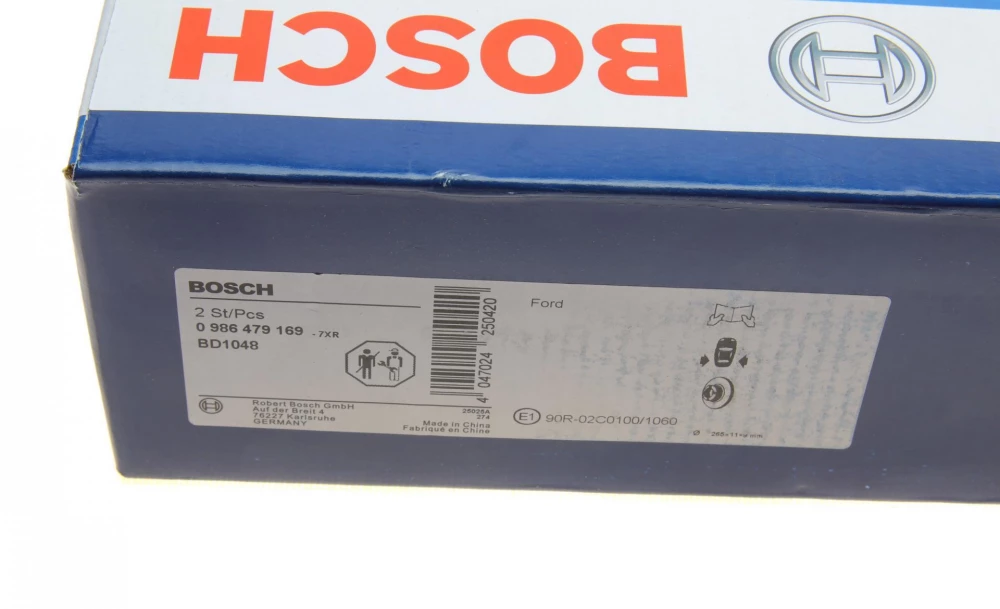 BOSCH
BOSCH
2 St/Pcs
0 986 479 169 - 7XR
BD1048
4 047024 250420
Ford
Robert Bosch GmbH
Auf der Breit 4
76227 Karlsruhe
GERMANY
274
Made in China
Fabriqué en Chine
E1 90R-02C0100/1060